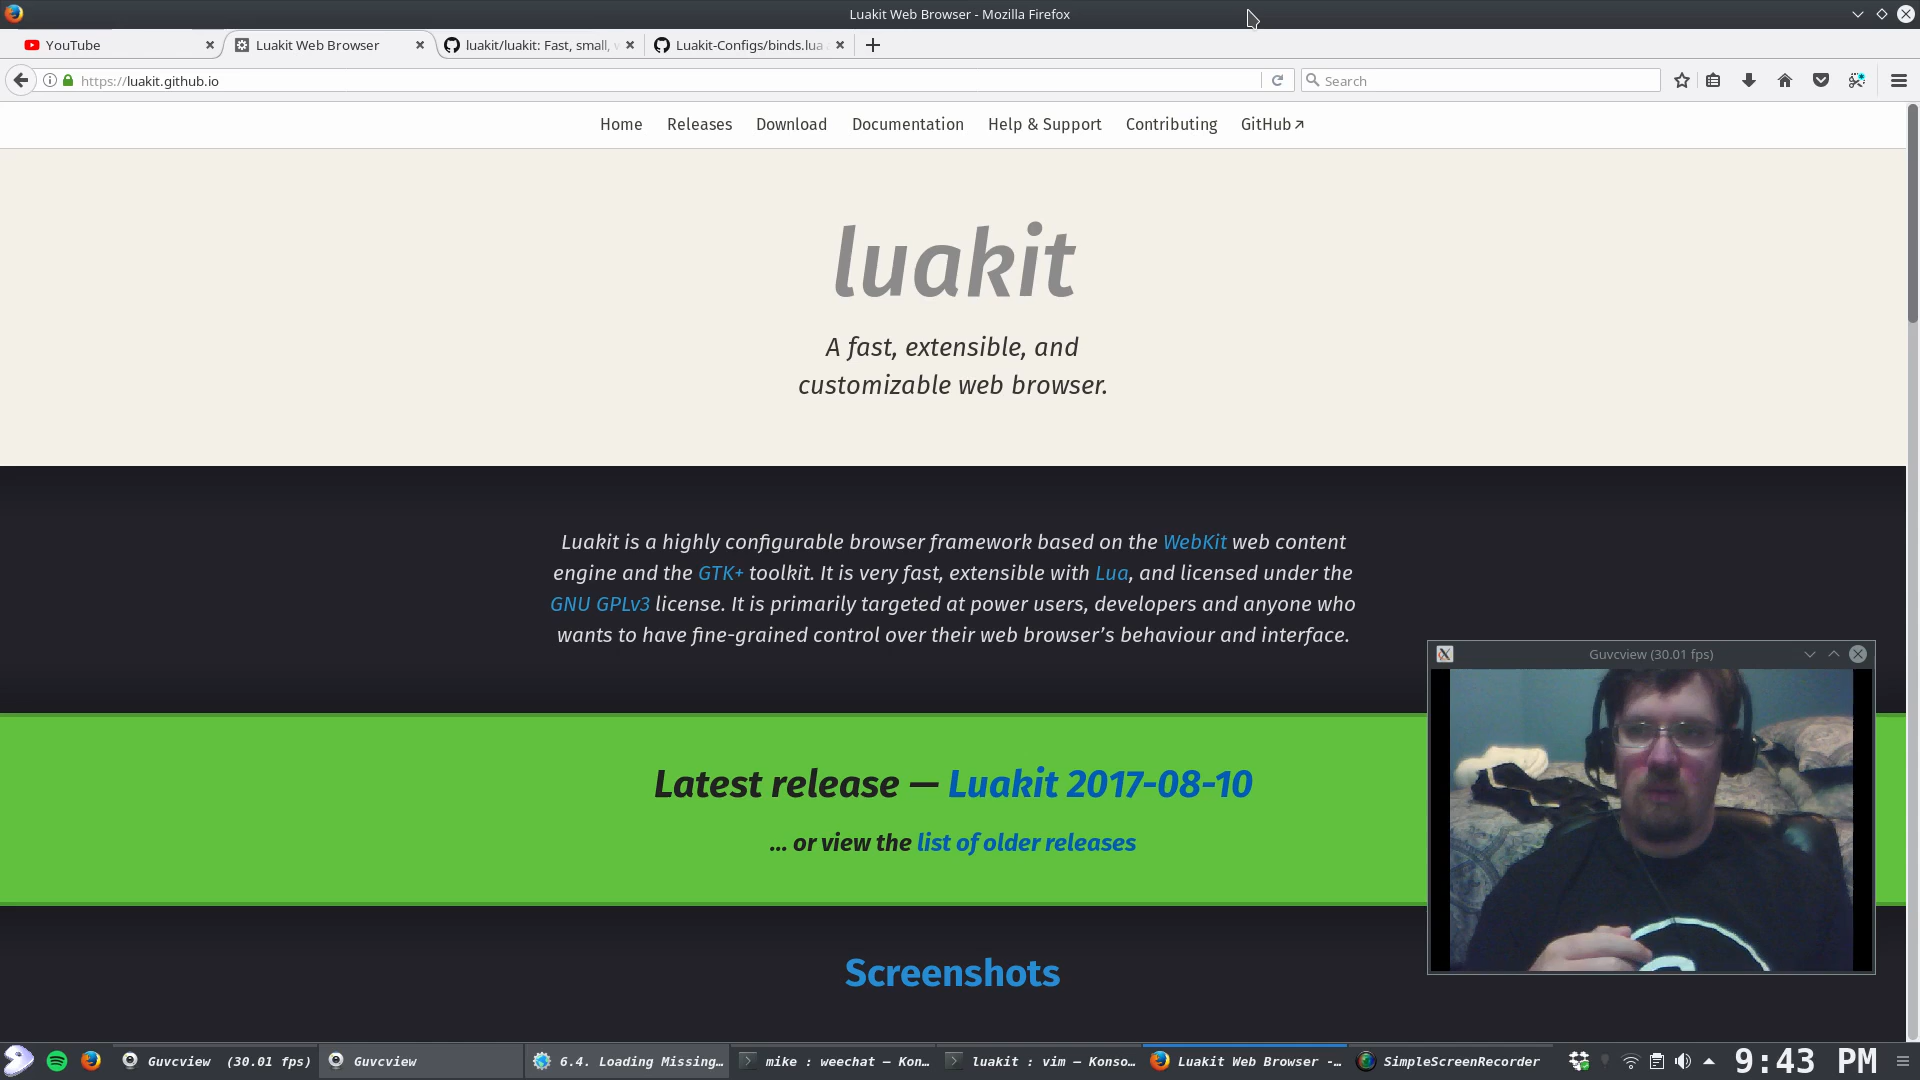 Luakit Web Browser - Mozilla Firefox
YouTube
Luakit Web Browser
luakit/luakit: Fast, small,
Luakit-Configs/binds.lua
https://luakit.github.io
Search
Home
Releases
Download
Documentation
Help & Support
Contributing
GitHub↗
luakit
A fast, extensible, and
customizable web browser.
Luakit is a highly configurable browser framework based on the WebKit web content
engine and the GTK+ toolkit. It is very fast, extensible with Lua, and licensed under the
GNU GPLv3 license. It is primarily targeted at power users, developers and anyone who
wants to have fine-grained control over their web browser’s behaviour and interface.
Guvcview (30.01 fps)
Latest release — Luakit 2017-08-10
... or view the list of older releases
Screenshots
Guvcview (30.01 fps)
Guvcview
6.4. Loading Missing...
mike : weechat — Kon...
luakit : vim — Konso...
Luakit Web Browser -...
SimpleScreenRecorder
9:43 PM